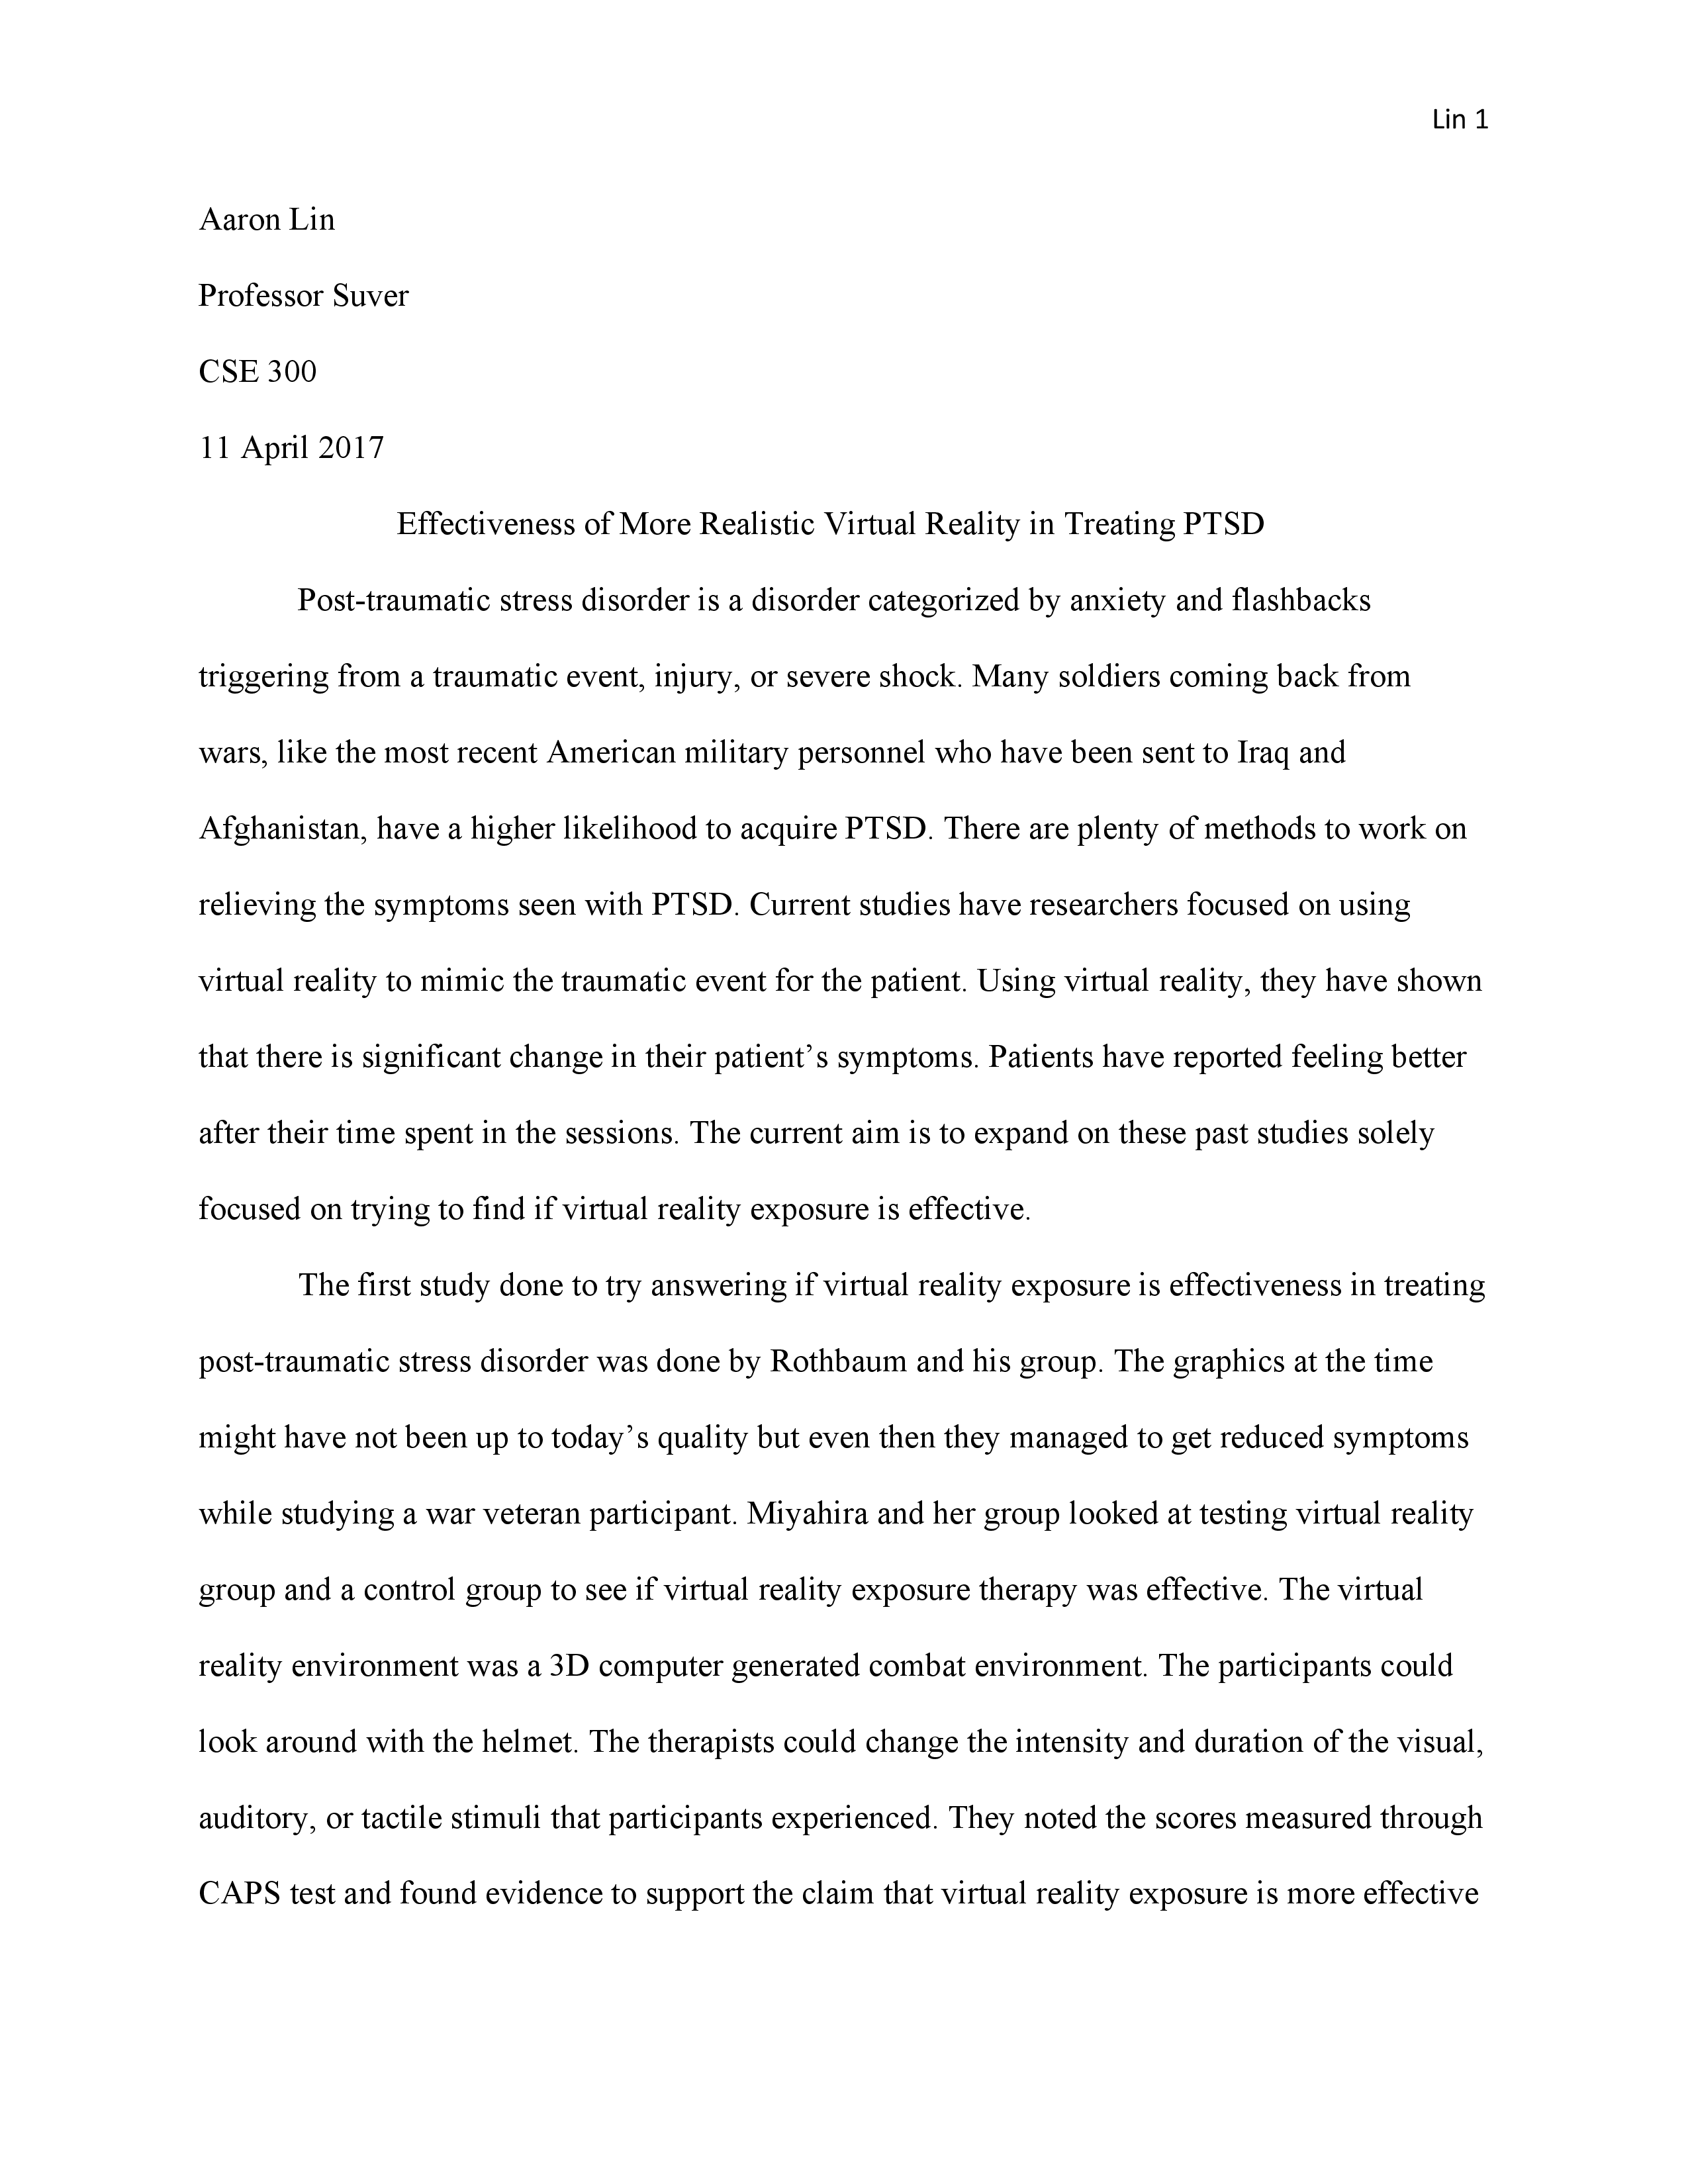 Lin 1
Aaron Lin
Professor Suver
CSE 300
11 April 2017
Effectiveness of More Realistic Virtual Reality in Treating PTSD
Post-traumatic stress disorder is a disorder categorized by anxiety and flashbacks
triggering from a traumatic event, injury, or severe shock. Many soldiers coming back from
wars, like the most recent American military personnel who have been sent to Iraq and
Afghanistan, have a higher likelihood to acquire PTSD. There are plenty of methods to work on
relieving the symptoms seen with PTSD. Current studies have researchers focused on using
virtual reality to mimic the traumatic event for the patient. Using virtual reality, they have shown
that there is significant change in their patient’s symptoms. Patients have reported feeling better
after their time spent in the sessions. The current aim is to expand on these past studies solely
focused on trying to find if virtual reality exposure is effective.
The first study done to try answering if virtual reality exposure is effectiveness in treating
post-traumatic stress disorder was done by Rothbaum and his group. The graphics at the time
might have not been up to today’s quality but even then they managed to get reduced symptoms
while studying a war veteran participant. Miyahira and her group looked at testing virtual reality
group and a control group to see if virtual reality exposure therapy was effective. The virtual
reality environment was a 3D computer generated combat environment. The participants could
look around with the helmet. The therapists could change the intensity and duration of the visual,
auditory, or tactile stimuli that participants experienced. They noted the scores measured through
CAPS test and found evidence to support the claim that virtual reality exposure is more effective